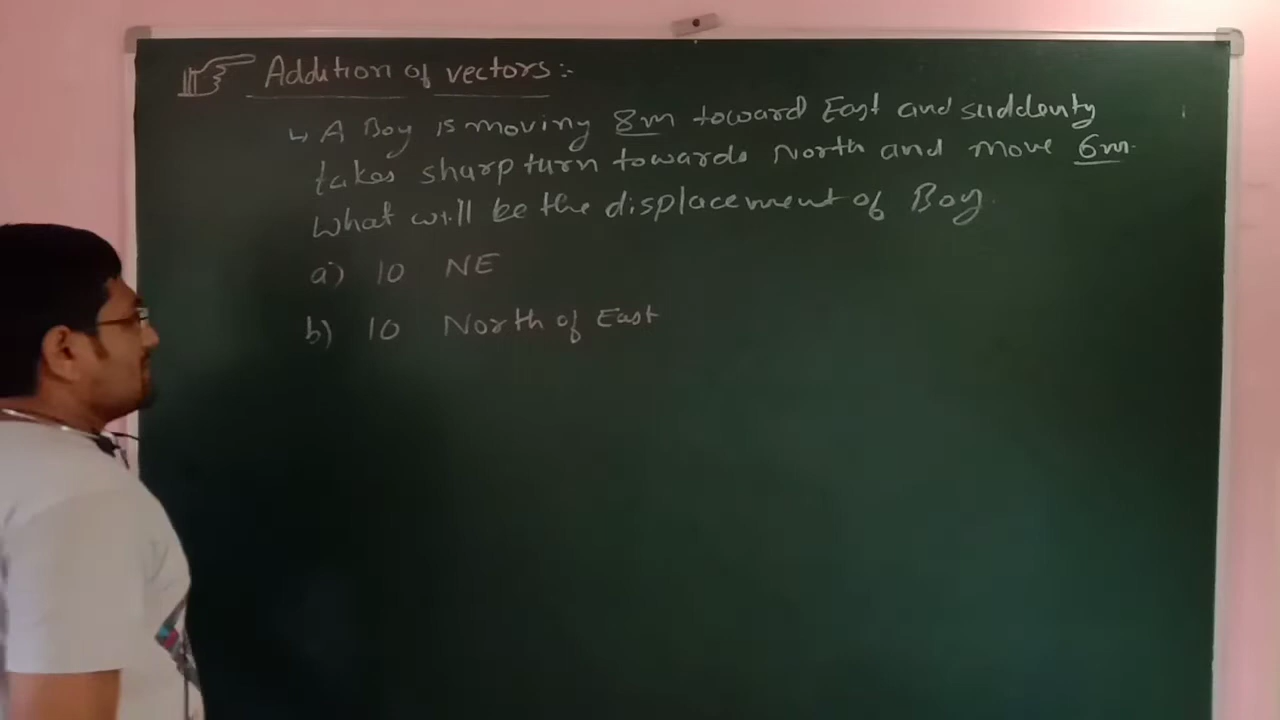 Addition of vectors:-
↳ A Boy is moving 8m toward East and suddenly
takes sharp turn towards North and move 6m.
What will be the displacement of Boy.
a) 10 NE
b) 10 North of East